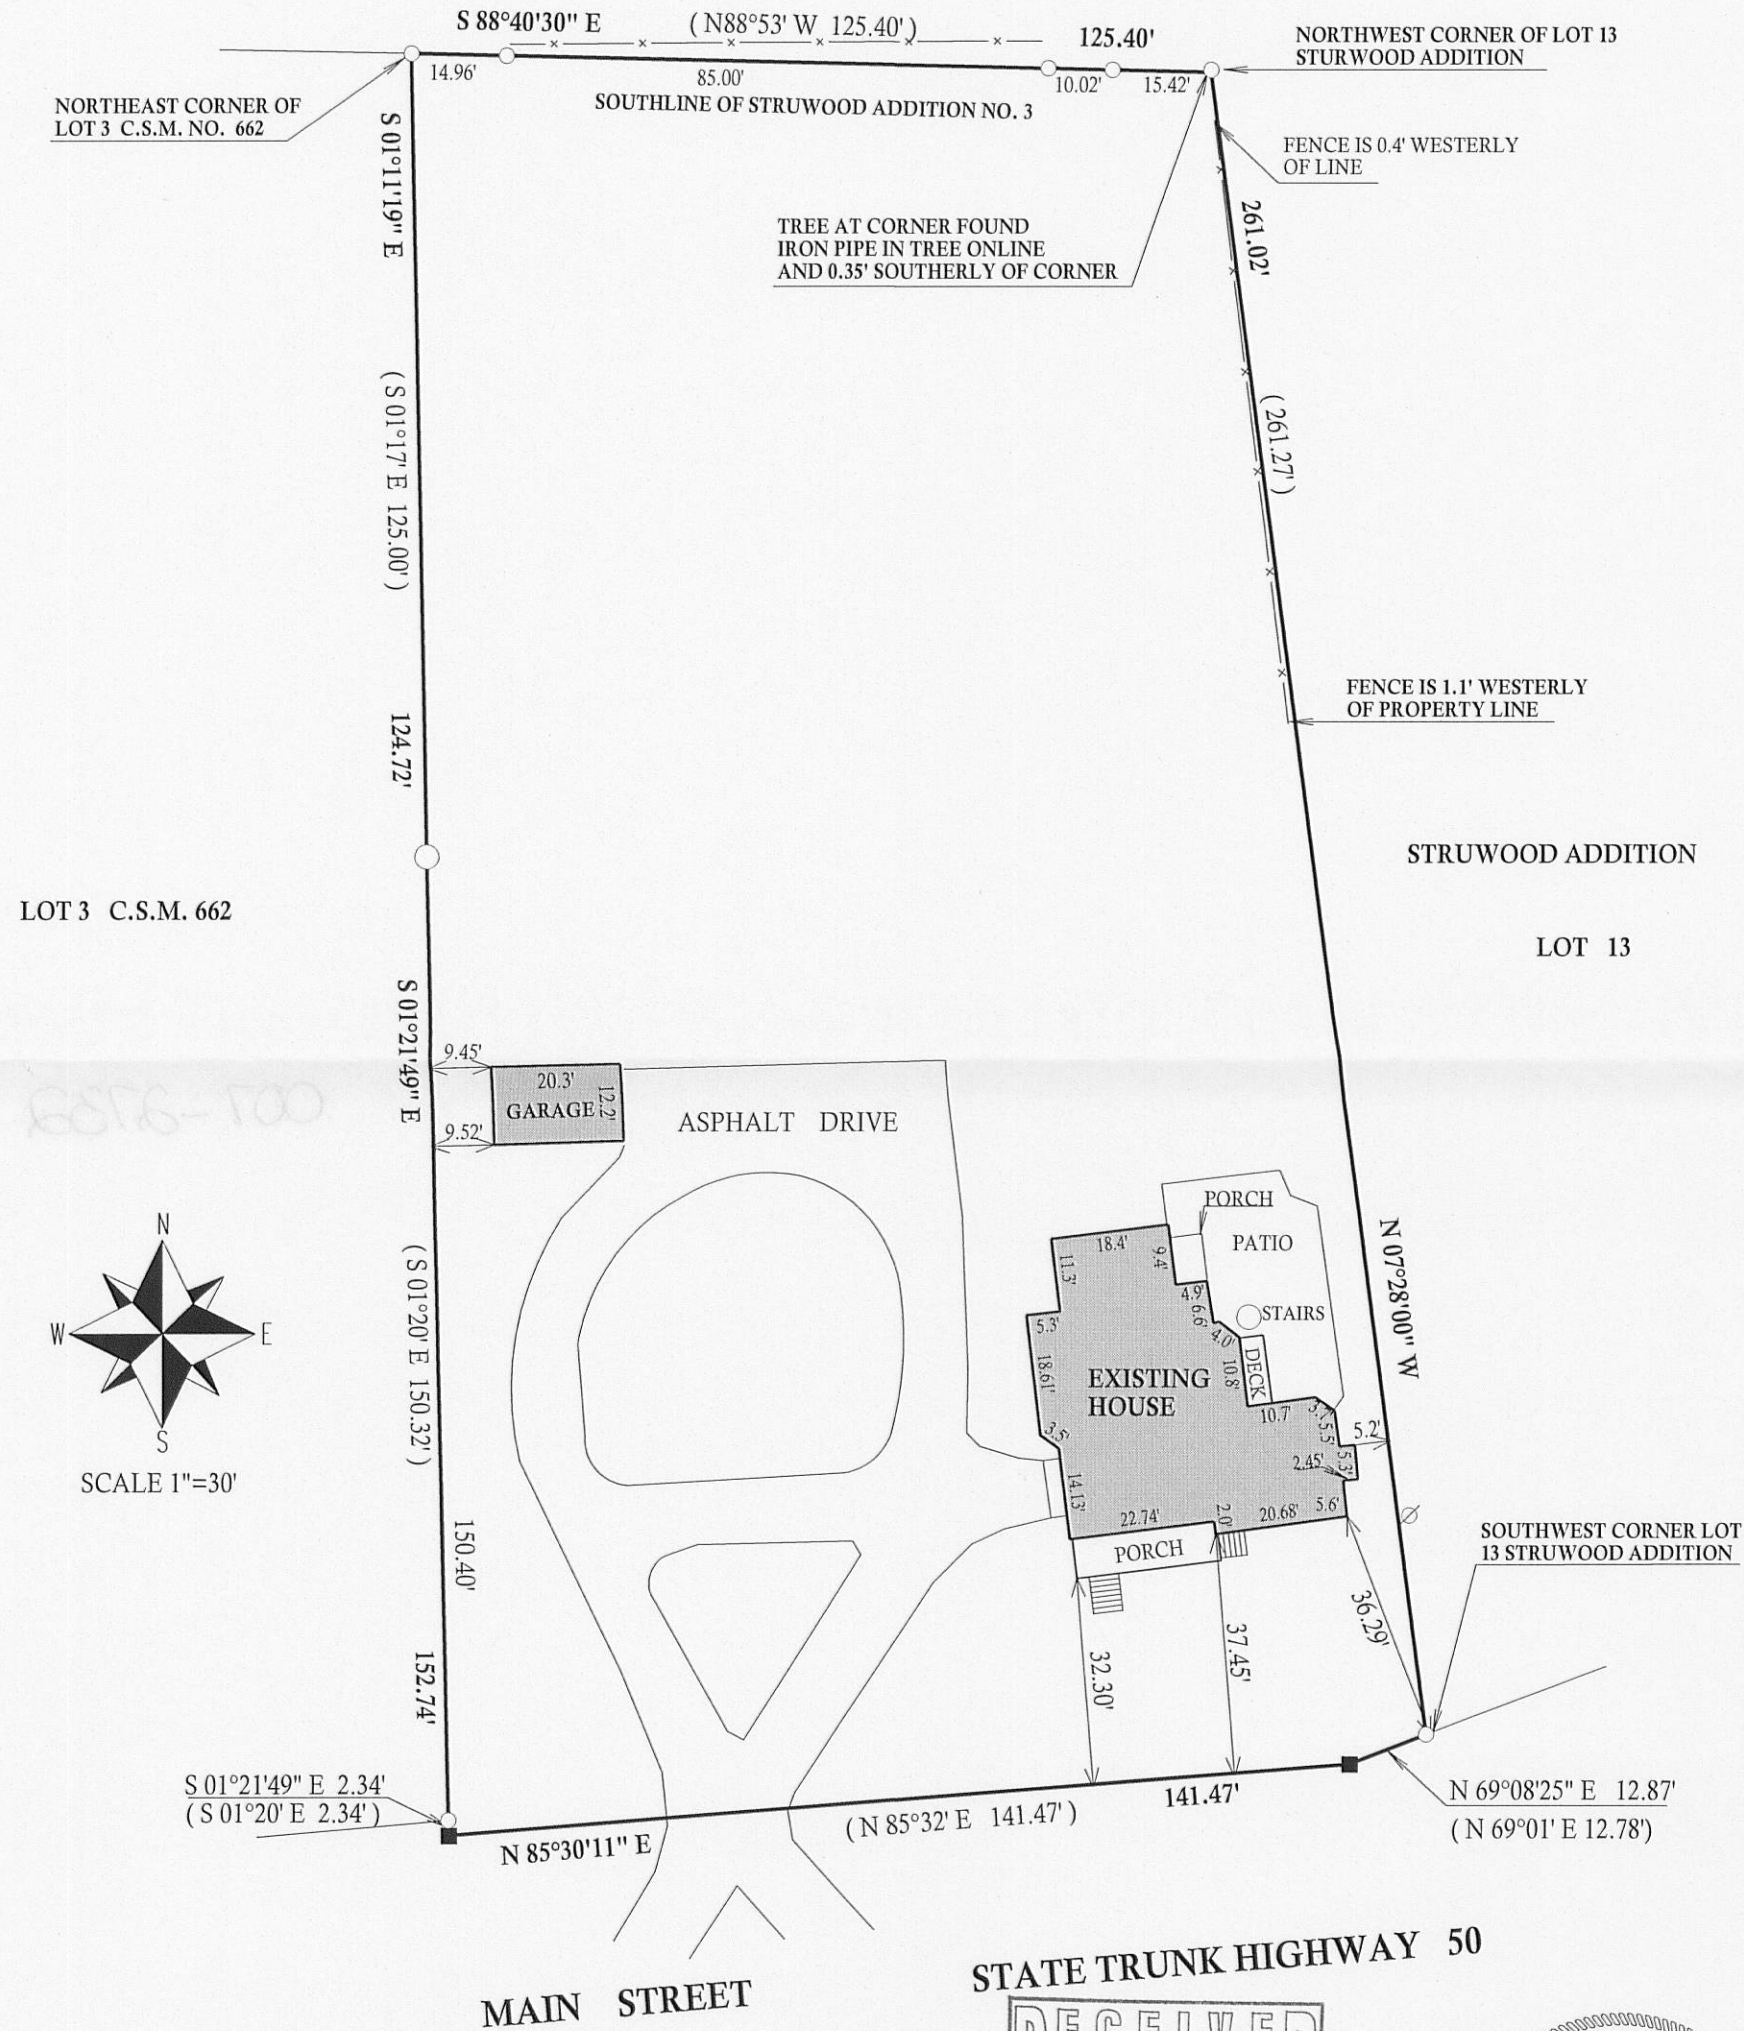 S 88°40'30" E
( N88°53' W 125.40' )
125.40'
NORTHWEST CORNER OF LOT 13
STURWOOD ADDITION
14.96'
85.00'
10.02'
15.42'
SOUTHLINE OF STRUWOOD ADDITION NO. 3
NORTHEAST CORNER OF
LOT 3 C.S.M. NO. 662
FENCE IS 0.4' WESTERLY
OF LINE
TREE AT CORNER FOUND
IRON PIPE IN TREE ONLINE
AND 0.35' SOUTHERLY OF CORNER
S 01°11'19" E
( S 01°17' E 125.00' )
124.72'
261.02'
( 261.27' )
FENCE IS 1.1' WESTERLY
OF PROPERTY LINE
STRUWOOD ADDITION
LOT 13
LOT 3 C.S.M. 662
S 01°21'49" E
9.45'
20.3'
12.2'
GARAGE
9.52'
ASPHALT DRIVE
N
W
E
S
SCALE 1"=30'
( S 01°20' E 150.32' )
150.40'
152.74'
PORCH
PATIO
18.4'
9.4'
11.3'
4.9'
6.6'
4.0'
STAIRS
5.3'
18.61'
EXISTING
HOUSE
10.8'
DECK
10.7'
3.7'
5.5'
5.2'
5.3'
2.45'
3.5'
14.13'
22.74'
2.0'
20.68'
5.6'
PORCH
N 07°28'00" W
SOUTHWEST CORNER LOT
13 STRUWOOD ADDITION
32.30'
37.45'
36.29'
S 01°21'49" E 2.34'
( S 01°20' E 2.34' )
N 85°30'11" E
( N 85°32' E 141.47' )
141.47'
N 69°08'25" E 12.87'
( N 69°01' E 12.78')
MAIN STREET
STATE TRUNK HIGHWAY 50
RECEIVED